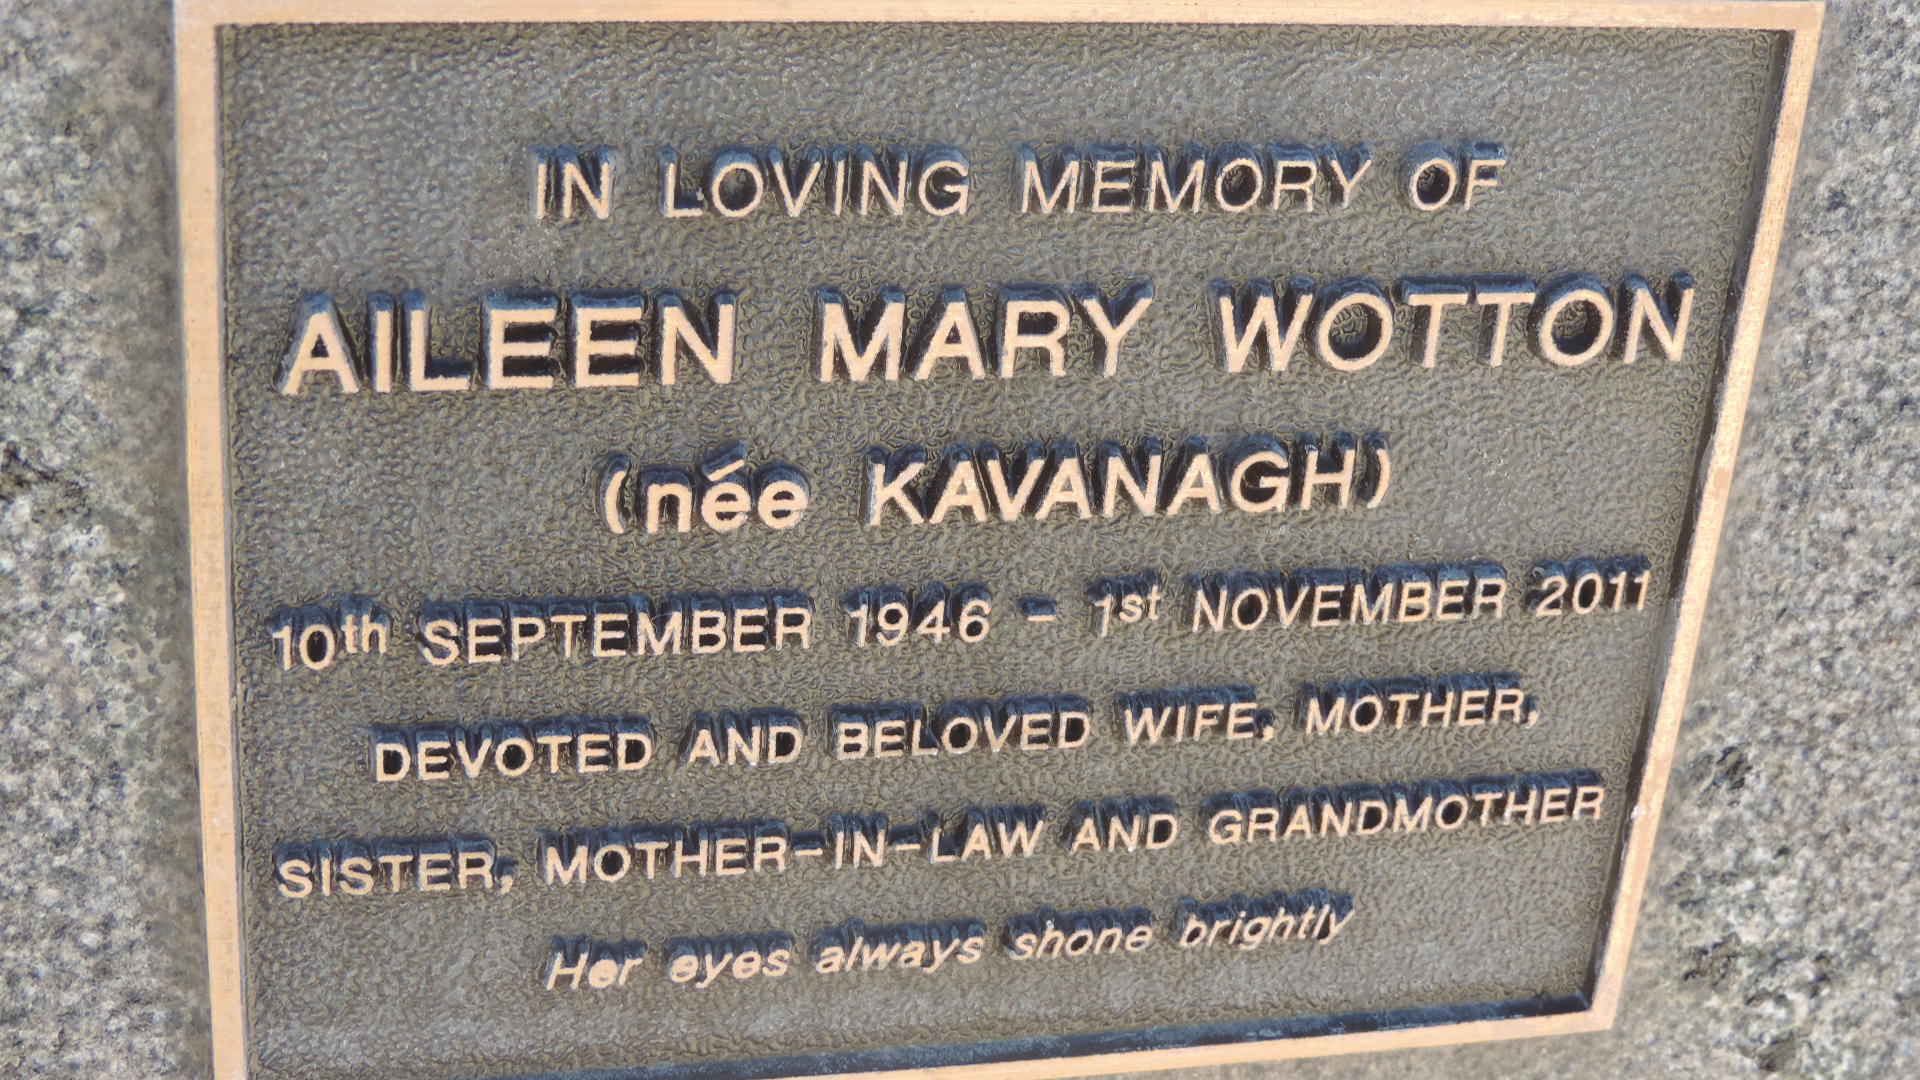 IN LOVING MEMORY OF
AILEEN MARY WOTTON
(née KAVANAGH)
10th SEPTEMBER 1946 - 1st NOVEMBER 2011
DEVOTED AND BELOVED WIFE, MOTHER,
SISTER, MOTHER-IN-LAW AND GRANDMOTHER
Her eyes always shone brightly